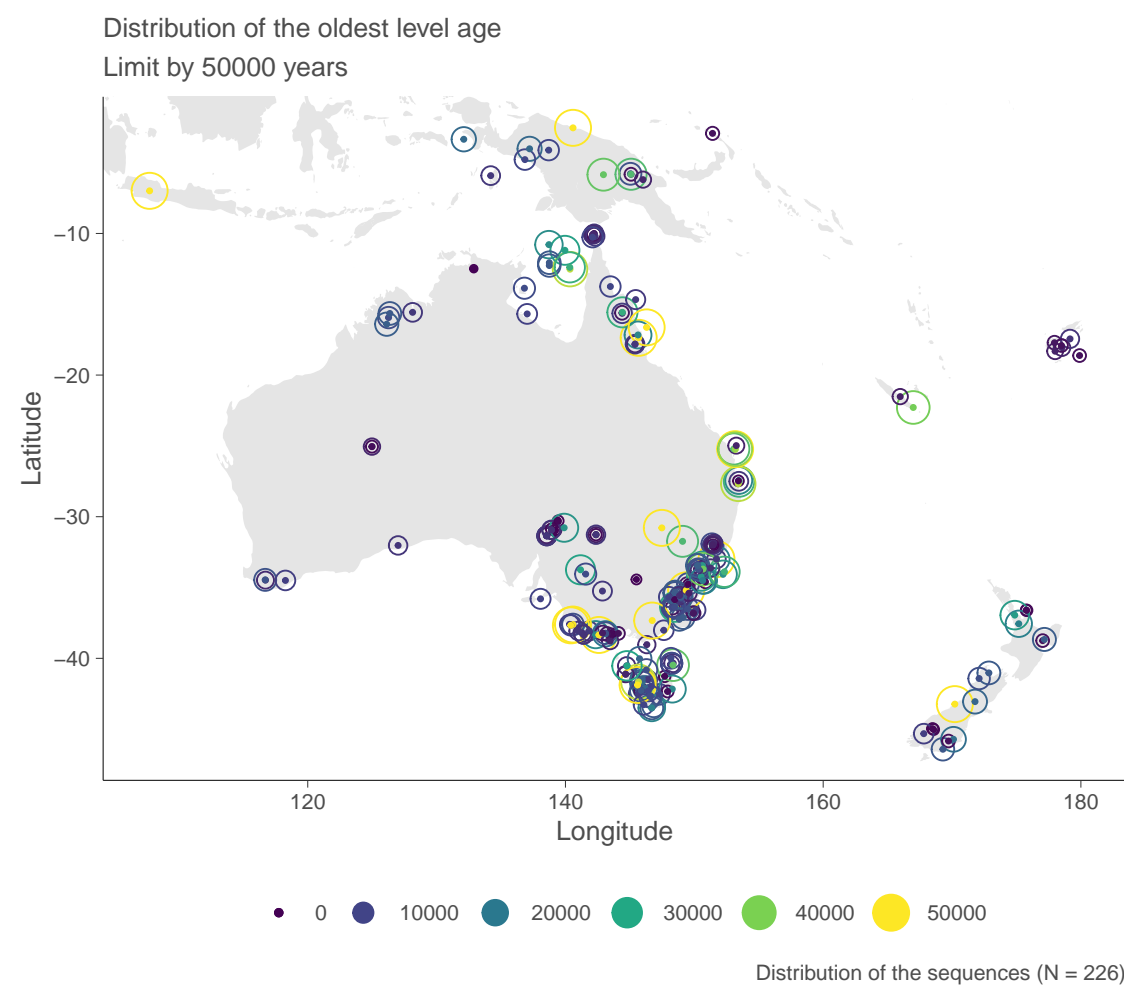 Distribution of the oldest level age
Limit by 50000 years
Latitude
−10
−20
−30
−40
120 140 160 180
Longitude
0 10000 20000 30000 40000 50000
Distribution of the sequences (N = 226)